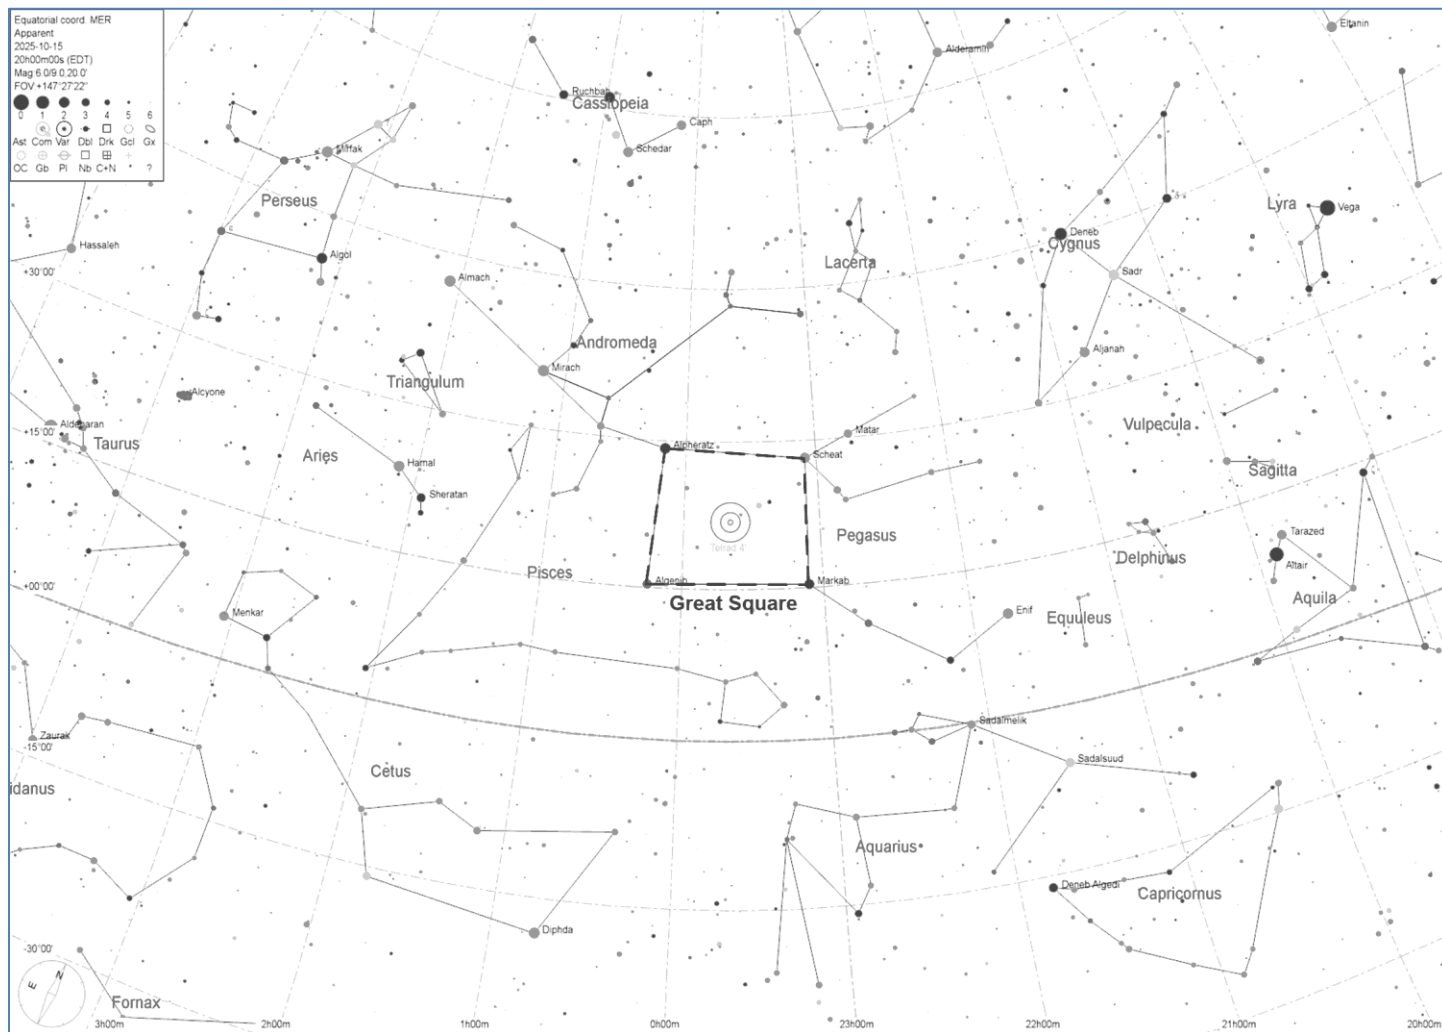 Equatorial coord. MER
Apparent
2025-10-15
20h00m00s (EDT)
Mag:6.0/9.0,20.0'
FOV:+147°27'22"
0 1 2 3 4 5 6
Ast Com Var Dbl Drk Gcl Gx
OC Gb Pl Nb C+N * ?
Eltanin
Alderamin
Ruchbah
Cassiopeia
Caph
Schedar
Mirfak
Perseus
Lyra
Vega
Deneb
Cygnus
Hassaleh
Algol
Lacerta
Sadr
+30°00'
Almach
Andromeda
Aljanah
Mirach
Triangulum
Alcyone
Aldebaran
+15°00'
Taurus
Vulpecula
Matar
Alpheratz
Scheat
Aries
Hamal
Sagitta
Sheratan
Pegasus
Tarazed
Telrad 4'
Delphinus
Altair
Pisces
+00°00'
Algenib
Markab
Aquila
Great Square
Menkar
Enif
Equuleus
Sadalmelik
Zaurak
-15°00'
Sadalsuud
Cetus
idanus
Aquarius
Deneb Algedi
Capricornus
Diphda
-30°00'
N
E
Fornax
3h00m
2h00m
1h00m
0h00m
23h00m
22h00m
21h00m
20h00m